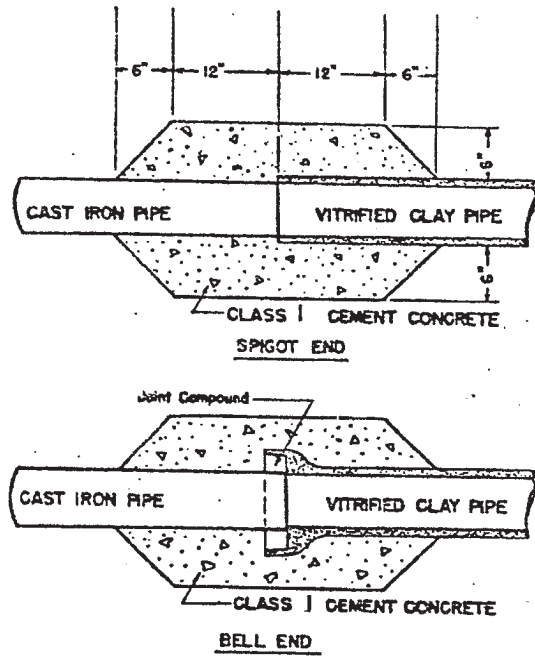 6" 12" 12" 6"
6"
CAST IRON PIPE VITRIFIED CLAY PIPE
6"
CLASS I CEMENT CONCRETE
SPIGOT END
Joint Compound
CAST IRON PIPE VITRIFIED CLAY PIPE
CLASS I CEMENT CONCRETE
BELL END